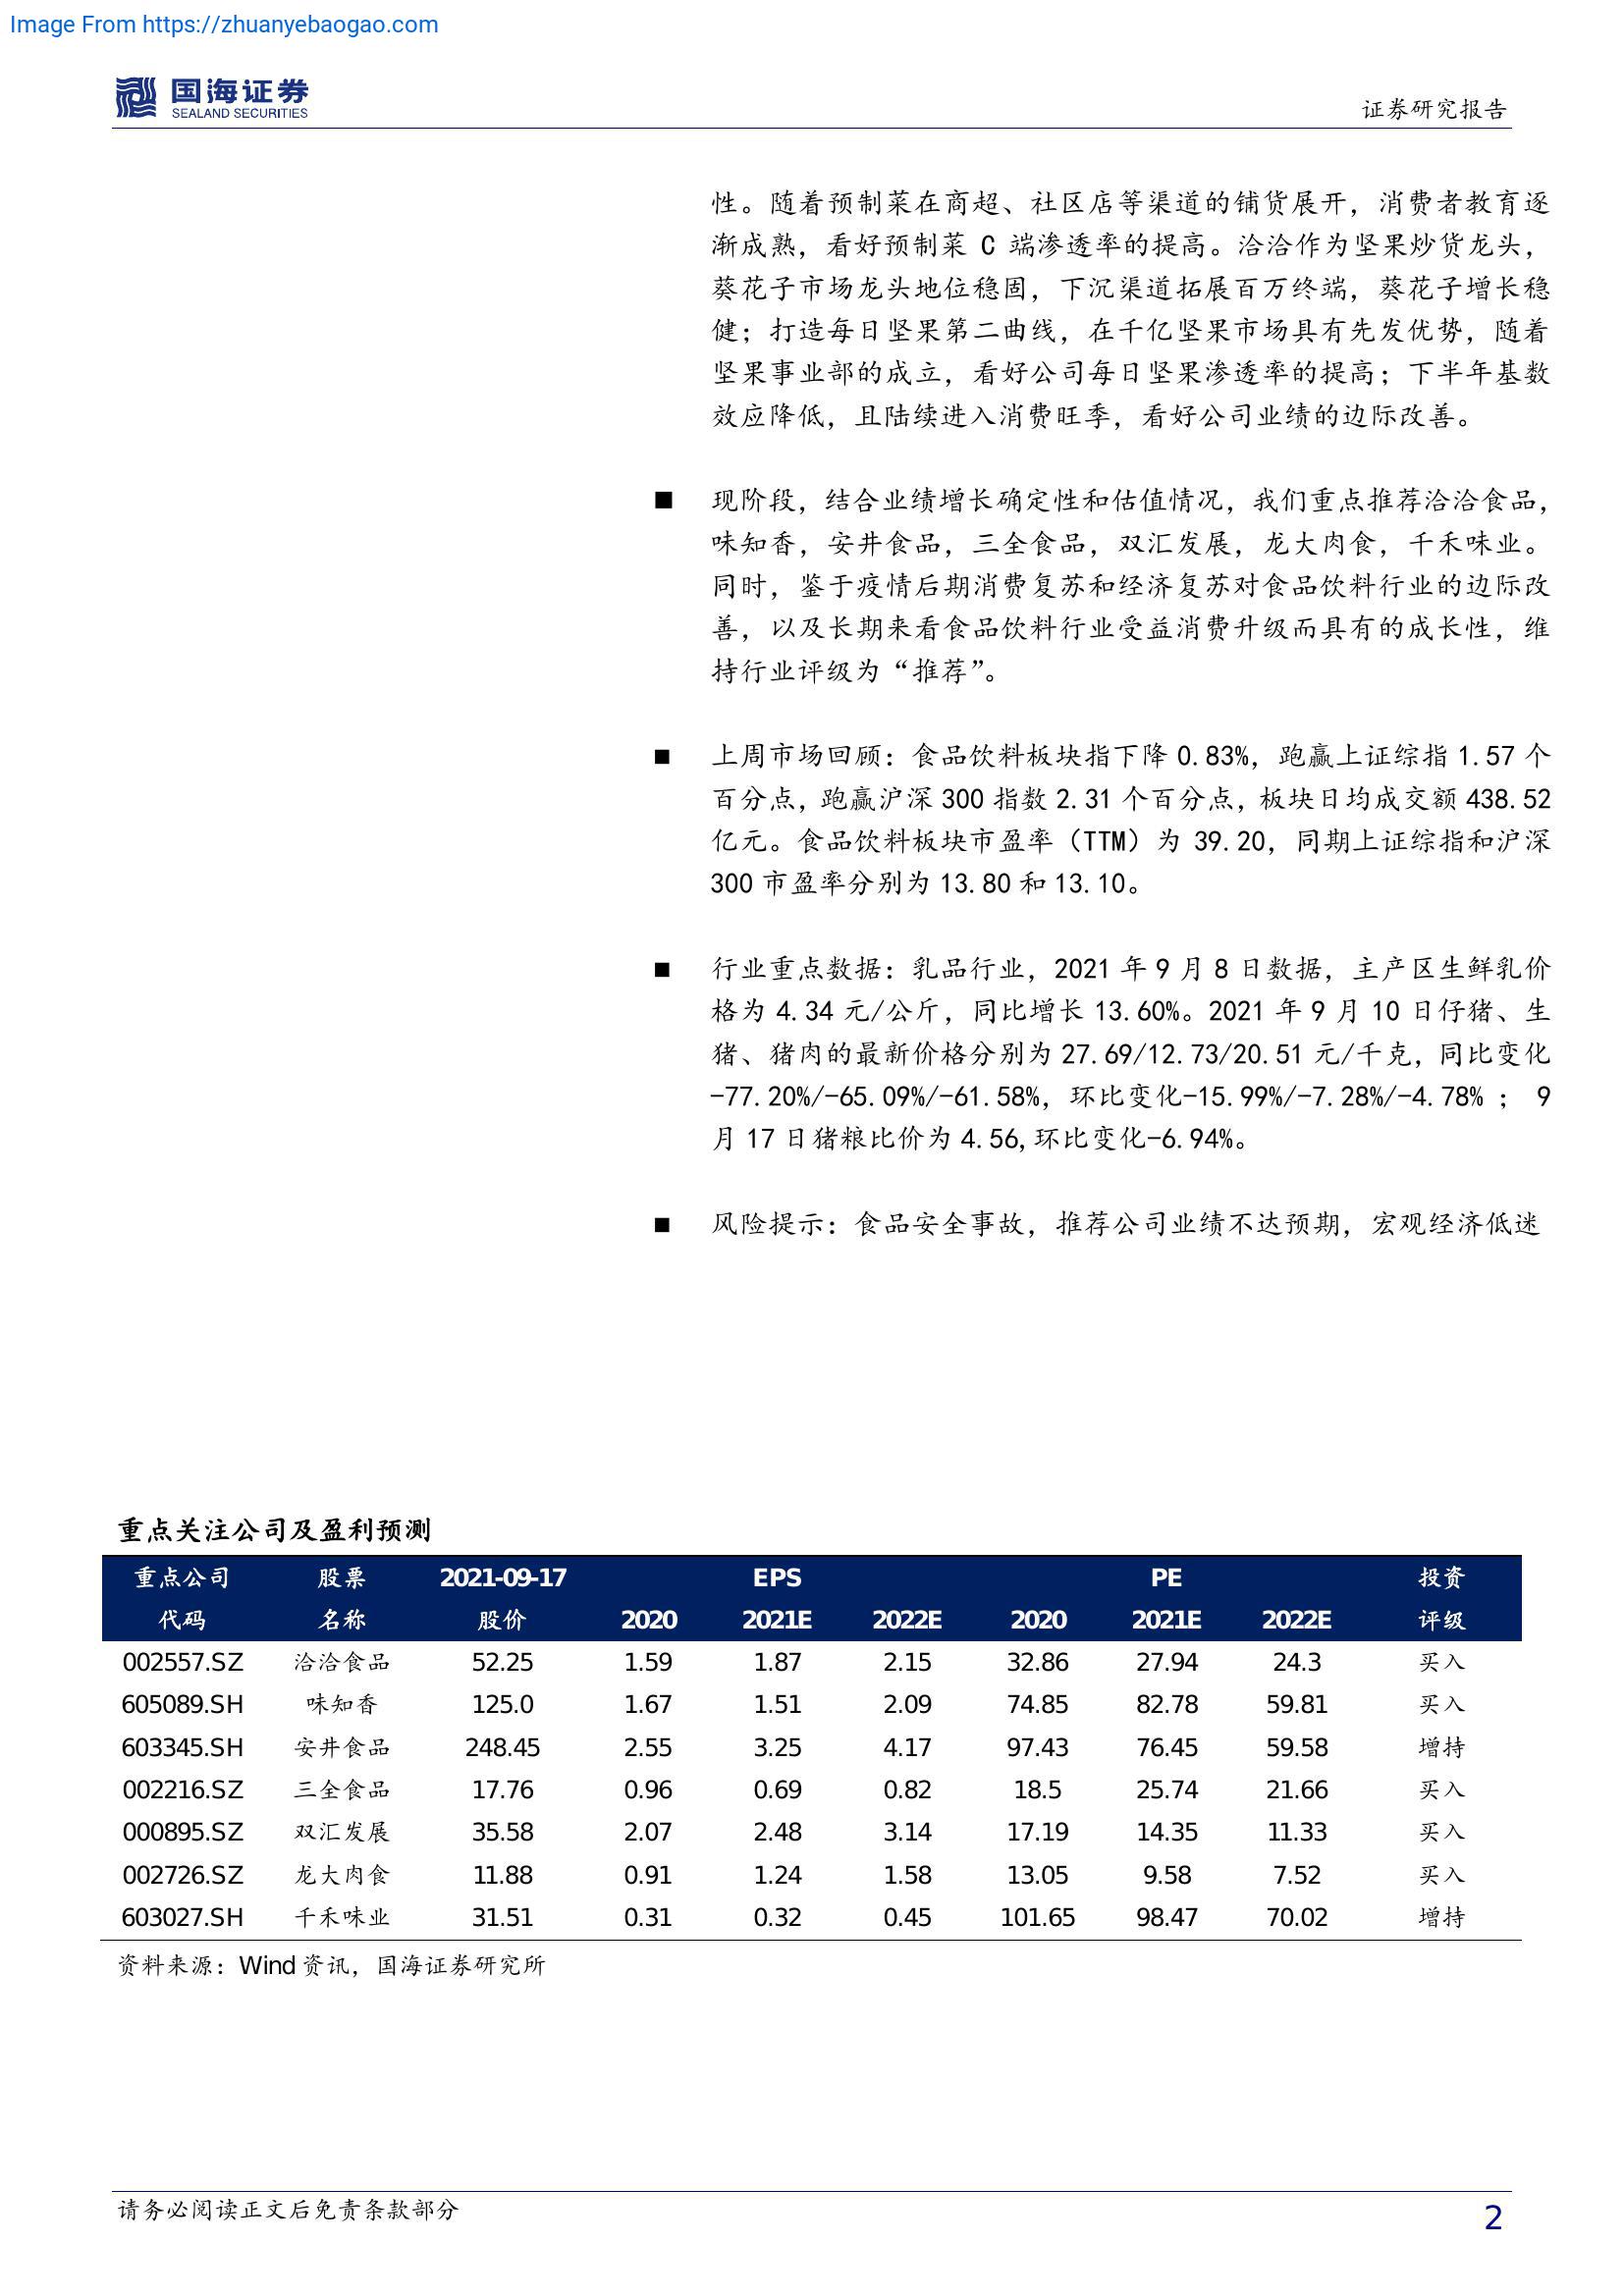 Image From https://zhuanyebaogao.com
国海证券
SEALAND SECURITIES
证券研究报告
性。随着预制菜在商超、社区店等渠道的铺货展开，消费者教育逐
渐成熟，看好预制菜 C 端渗透率的提高。洽洽作为坚果炒货龙头，
葵花子市场龙头地位稳固，下沉渠道拓展百万终端，葵花子增长稳
健；打造每日坚果第二曲线，在千亿坚果市场具有先发优势，随着
坚果事业部的成立，看好公司每日坚果渗透率的提高；下半年基数
效应降低，且陆续进入消费旺季，看好公司业绩的边际改善。
■ 现阶段，结合业绩增长确定性和估值情况，我们重点推荐洽洽食品，
味知香，安井食品，三全食品，双汇发展，龙大肉食，千禾味业。
同时，鉴于疫情后期消费复苏和经济复苏对食品饮料行业的边际改
善，以及长期来看食品饮料行业受益消费升级而具有的成长性，维
持行业评级为“推荐”。
■ 上周市场回顾：食品饮料板块指下降 0.83%，跑赢上证综指 1.57 个
百分点，跑赢沪深 300 指数 2.31 个百分点，板块日均成交额 438.52
亿元。食品饮料板块市盈率（TTM）为 39.20，同期上证综指和沪深
300 市盈率分别为 13.80 和 13.10。
■ 行业重点数据：乳品行业，2021 年 9 月 8 日数据，主产区生鲜乳价
格为 4.34 元/公斤，同比增长 13.60%。2021 年 9 月 10 日仔猪、生
猪、猪肉的最新价格分别为 27.69/12.73/20.51 元/千克，同比变化
-77.20%/-65.09%/-61.58%，环比变化-15.99%/-7.28%/-4.78% ； 9
月 17 日猪粮比价为 4.56,环比变化-6.94%。
■ 风险提示：食品安全事故，推荐公司业绩不达预期，宏观经济低迷
重点关注公司及盈利预测
重点公司 股票 2021-09-17 EPS PE 投资
代码 名称 股价 2020 2021E 2022E 2020 2021E 2022E 评级
002557.SZ 洽洽食品 52.25 1.59 1.87 2.15 32.86 27.94 24.3 买入
605089.SH 味知香 125.0 1.67 1.51 2.09 74.85 82.78 59.81 买入
603345.SH 安井食品 248.45 2.55 3.25 4.17 97.43 76.45 59.58 增持
002216.SZ 三全食品 17.76 0.96 0.69 0.82 18.5 25.74 21.66 买入
000895.SZ 双汇发展 35.58 2.07 2.48 3.14 17.19 14.35 11.33 买入
002726.SZ 龙大肉食 11.88 0.91 1.24 1.58 13.05 9.58 7.52 买入
603027.SH 千禾味业 31.51 0.31 0.32 0.45 101.65 98.47 70.02 增持
资料来源：Wind 资讯，国海证券研究所
请务必阅读正文后免责条款部分
2